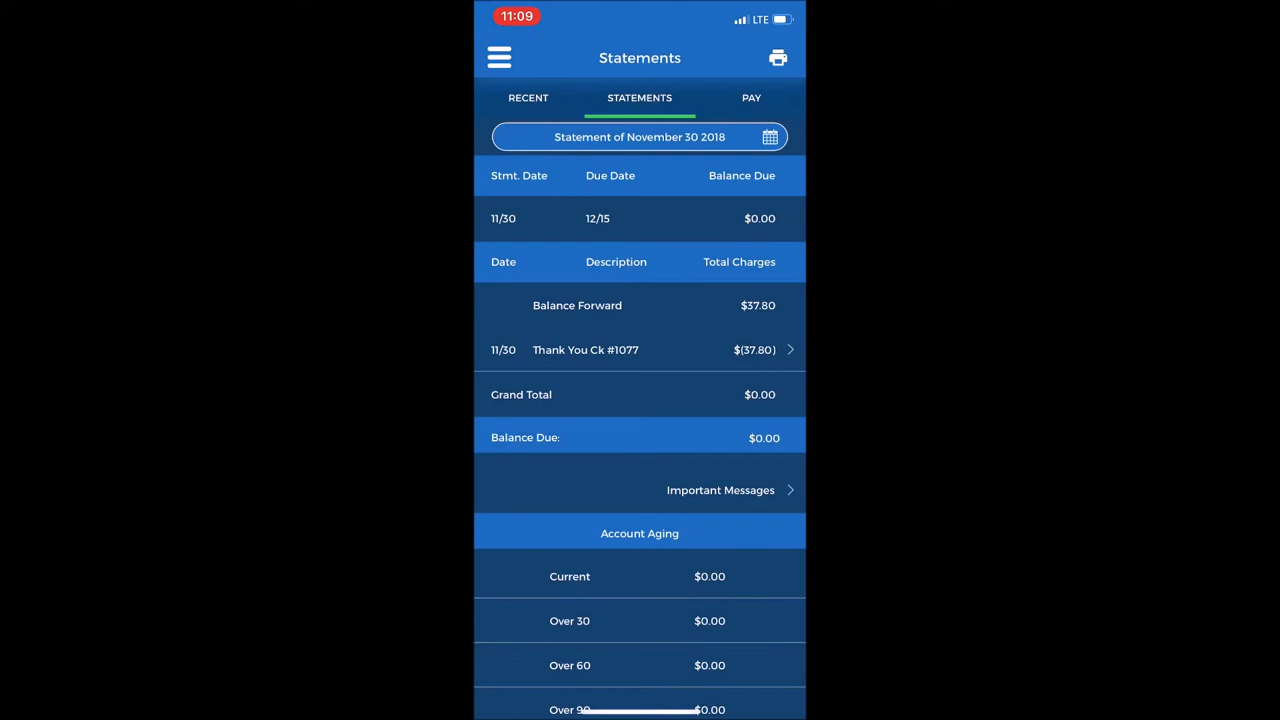 11:09 LTE
Statements
RECENT STATEMENTS PAY
Statement of November 30 2018
Stmt. Date Due Date Balance Due
11/30 12/15 $0.00
Date Description Total Charges
Balance Forward $37.80
11/30 Thank You Ck #1077 $(37.80)
Grand Total $0.00
Balance Due: $0.00
Important Messages
Account Aging
Current $0.00
Over 30 $0.00
Over 60 $0.00
Over 90 $0.00